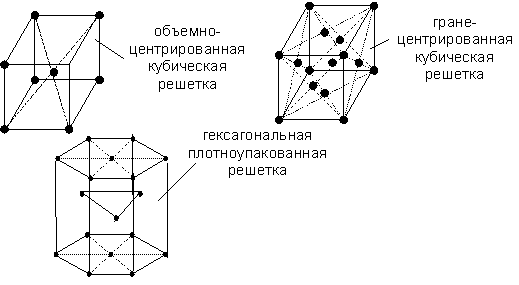 объемно-
центрированная
кубическая
решетка
гране-
центрированная
кубическая
решетка
гексагональная
плотноупакованная
решетка